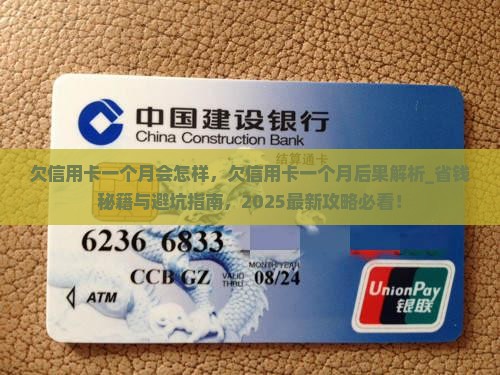 中国建设银行
China Construction Bank
结算通卡
欠信用卡一个月会怎样，欠信用卡一个月后果解析_省钱
秘籍与避坑指南，2025最新攻略必看！
6236 6833
MONTH/YEAR
CCB GZ VALID THRU 08/24
ATM
UnionPay
银联
China Construction Bank